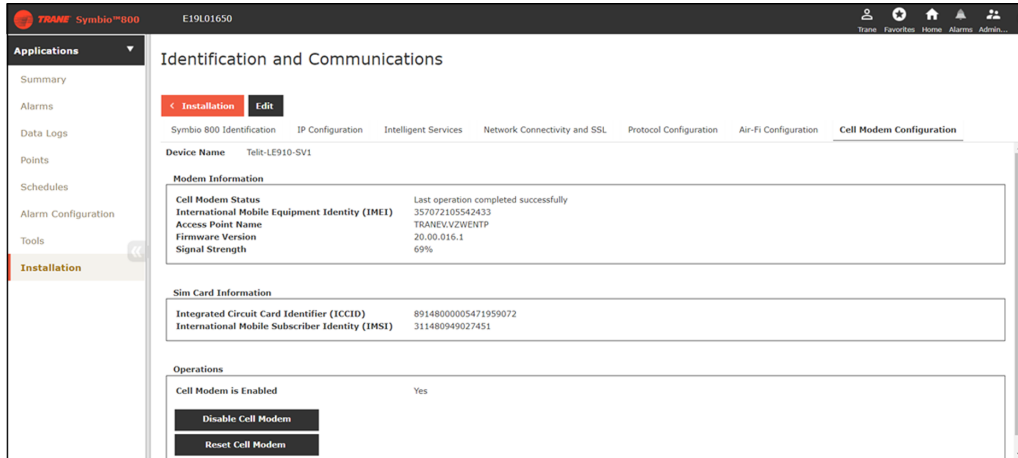 TRANE Symbio™800 E19L01650
Trane Favorites Home Alarms Admin...
Applications
Summary
Alarms
Data Logs
Points
Schedules
Alarm Configuration
Tools
Installation
Identification and Communications
Installation Edit
Symbio 800 Identification IP Configuration Intelligent Services Network Connectivity and SSL Protocol Configuration Air-Fi Configuration Cell Modem Configuration
Device Name Telit-LE910-SV1
Modem Information
Cell Modem Status Last operation completed successfully
International Mobile Equipment Identity (IMEI) 357072105542433
Access Point Name TRANEV.VZWENTP
Firmware Version 20.00.016.1
Signal Strength 69%
Sim Card Information
Integrated Circuit Card Identifier (ICCID) 89148000005471959072
International Mobile Subscriber Identity (IMSI) 311480949027451
Operations
Cell Modem is Enabled Yes
Disable Cell Modem
Reset Cell Modem